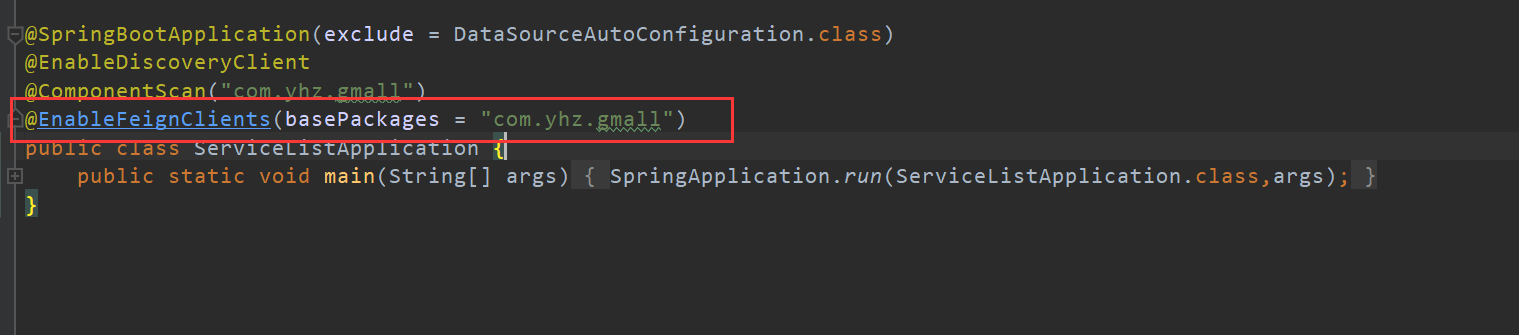 @SpringBootApplication(exclude = DataSourceAutoConfiguration.class)
@EnableDiscoveryClient
@ComponentScan("com.yhz.gmall")
@EnableFeignClients(basePackages = "com.yhz.gmall")
public class ServiceListApplication {
    public static void main(String[] args) { SpringApplication.run(ServiceListApplication.class,args); }
}